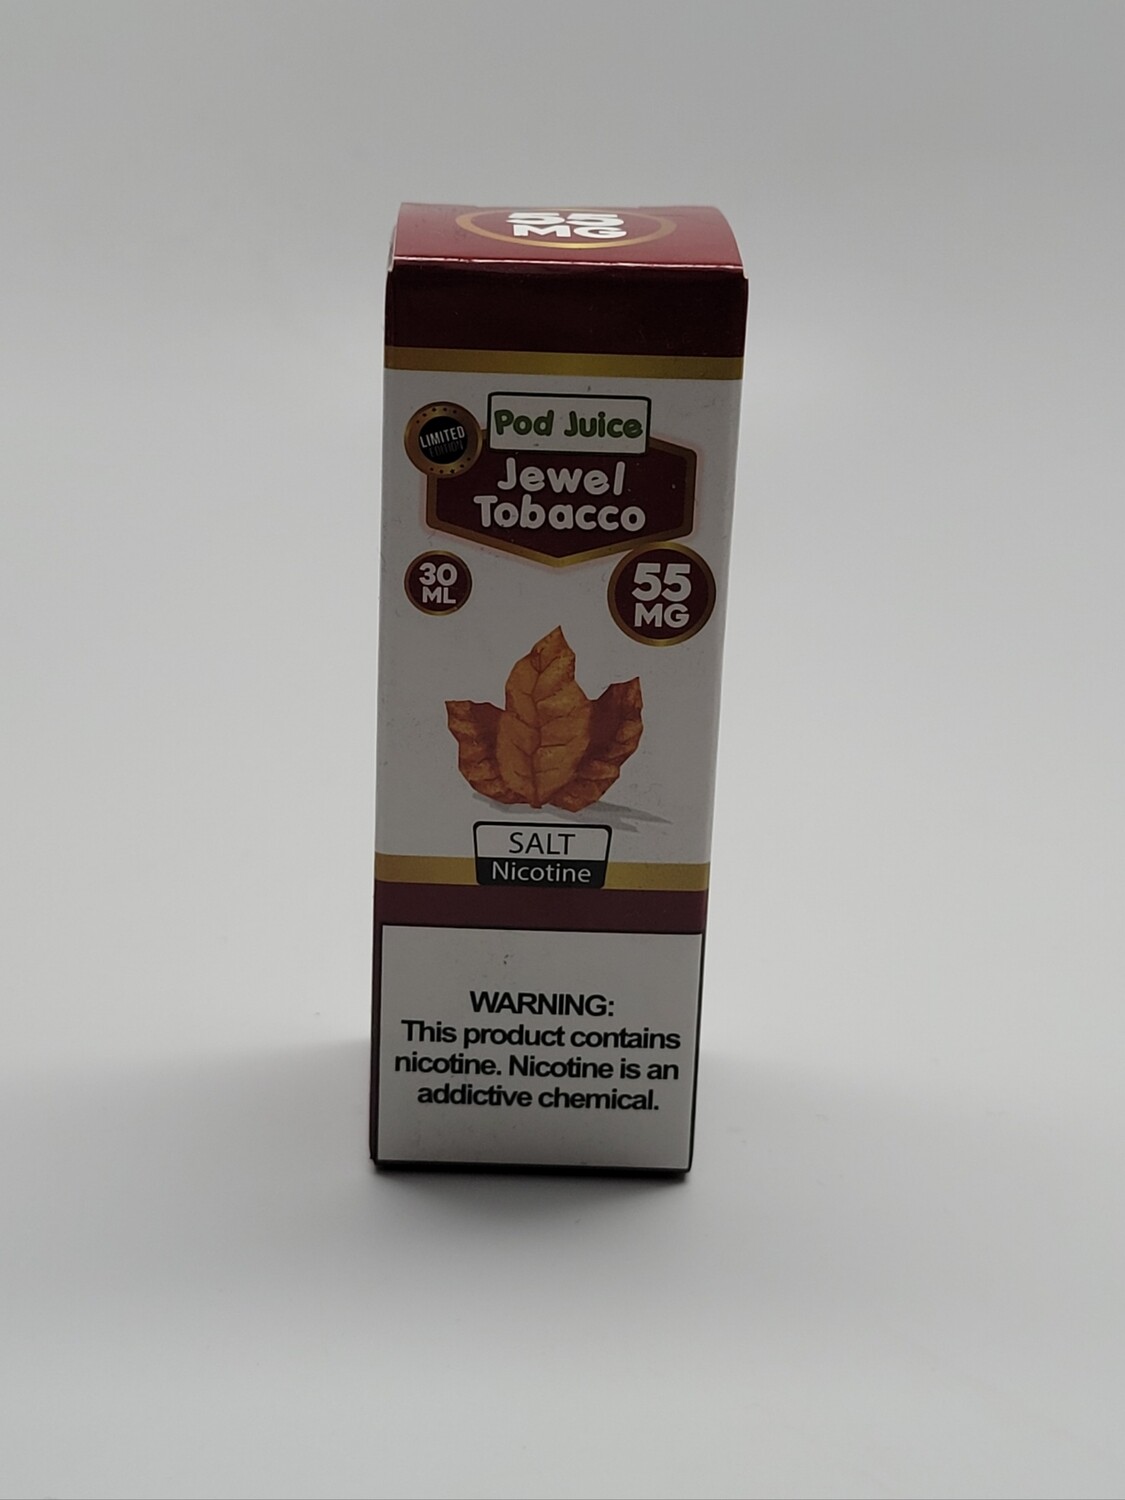 55
MG
Pod Juice
LIMITED
EDITION
Jewel
Tobacco
30
ML
55
MG
SALT
Nicotine
WARNING:
This product contains
nicotine. Nicotine is an
addictive chemical.